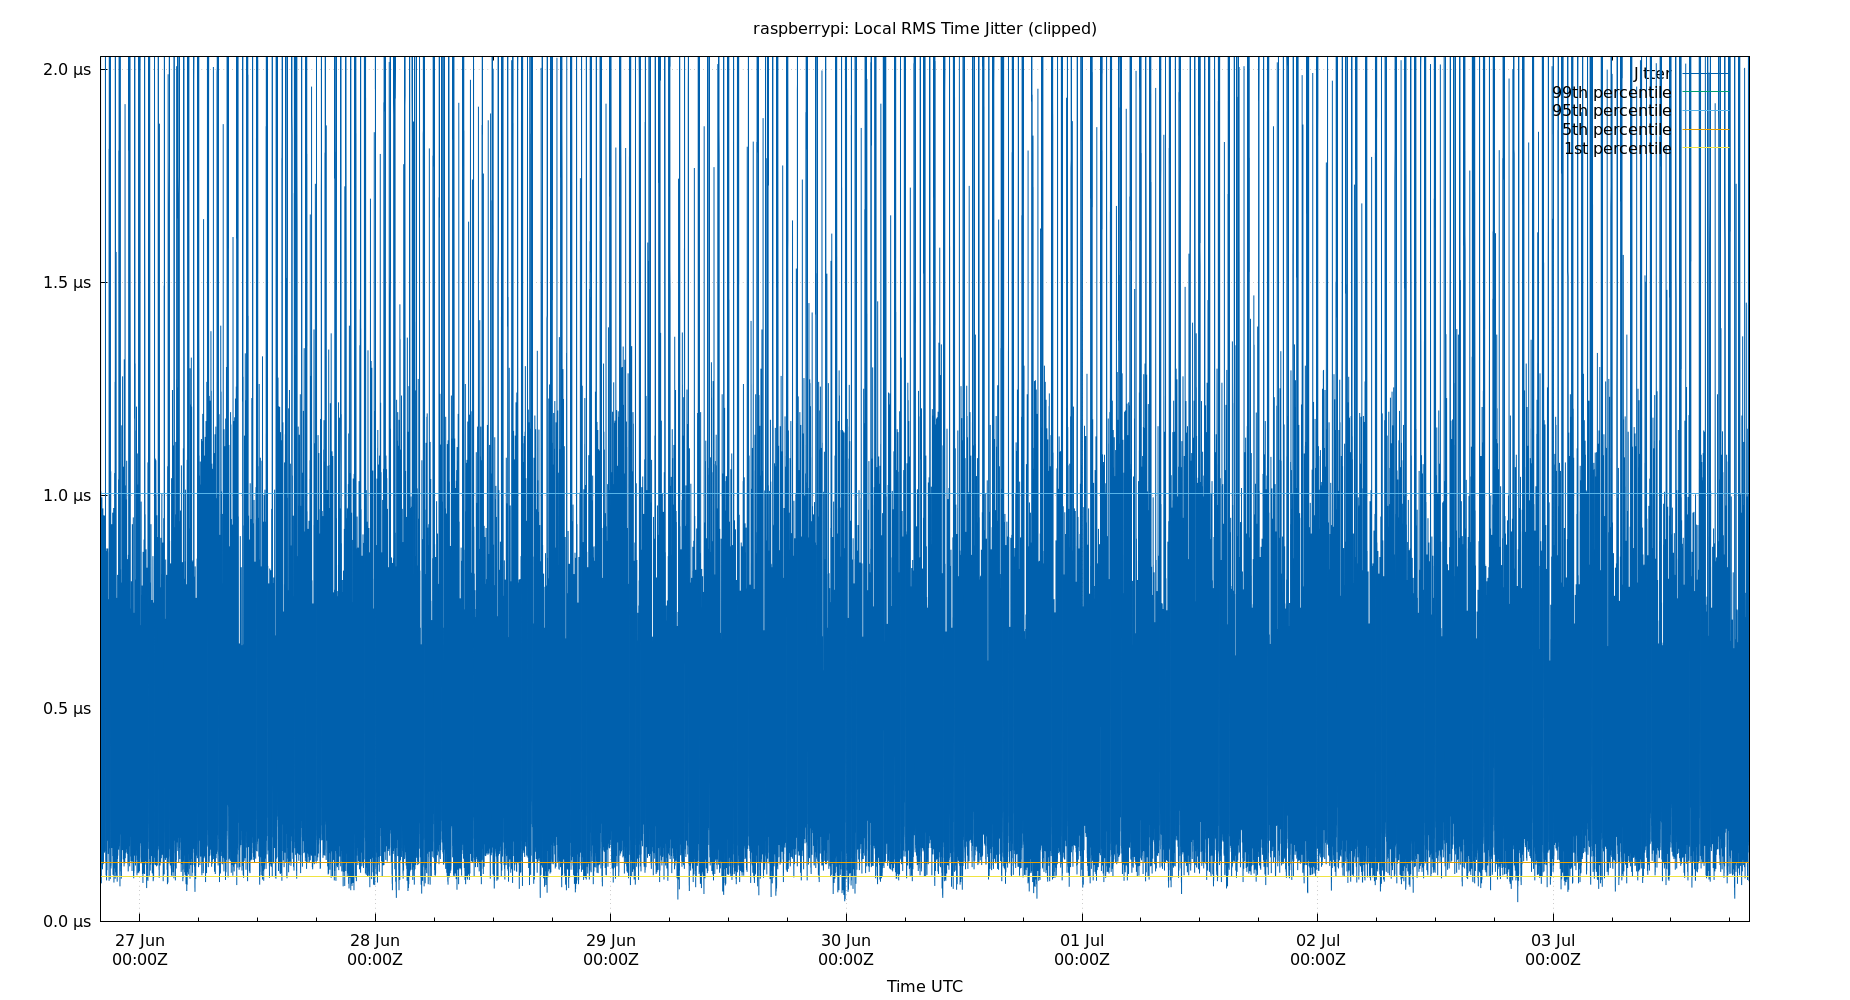 raspberrypi: Local RMS Time Jitter (clipped)
2.0 µs
1.5 µs
1.0 µs
0.5 µs
0.0 µs
Jitter
99th percentile
95th percentile
5th percentile
1st percentile
27 Jun
00:00Z
28 Jun
00:00Z
29 Jun
00:00Z
30 Jun
00:00Z
01 Jul
00:00Z
02 Jul
00:00Z
03 Jul
00:00Z
Time UTC